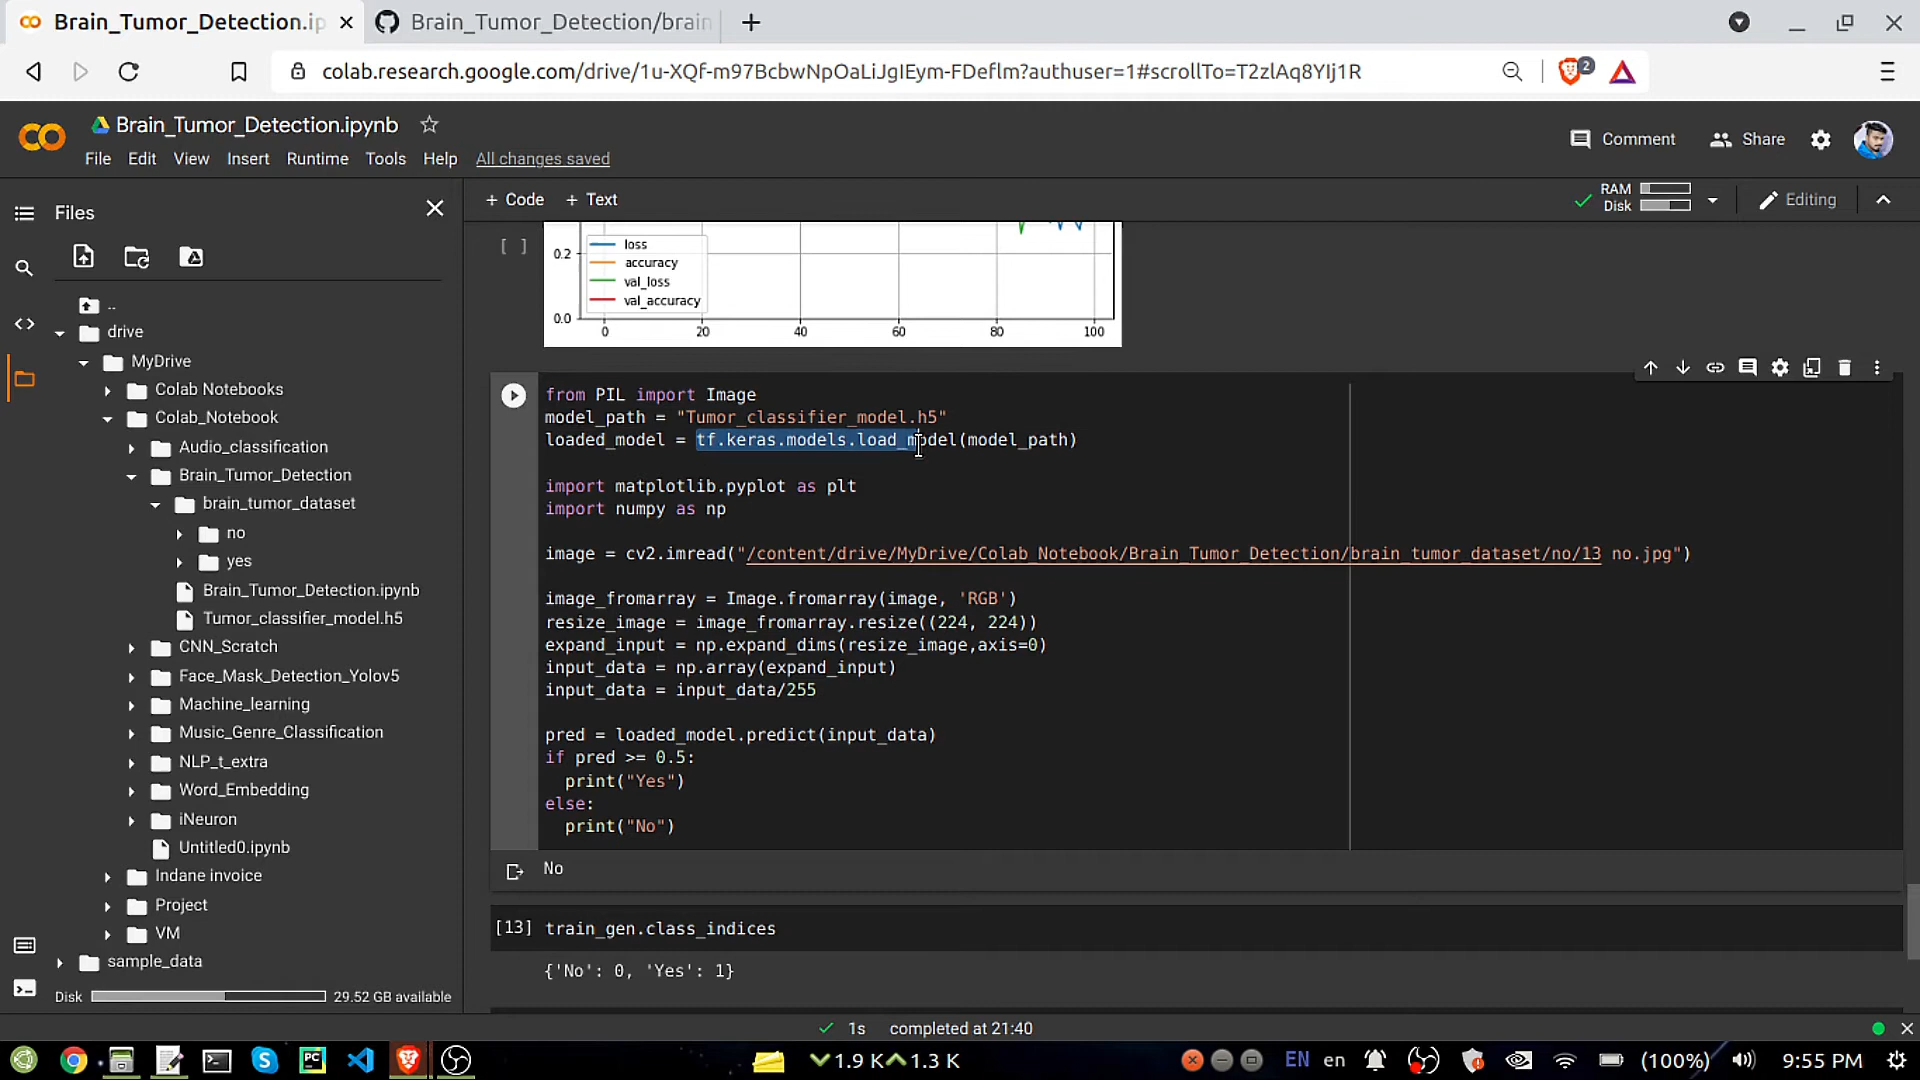 Brain_Tumor_Detection.ip
Brain_Tumor_Detection/brain
colab.research.google.com/drive/1u-XQf-m97BcbwNpOaLiJgIEym-FDeflm?authuser=1#scrollTo=T2zlAq8YIj1R
2
Brain_Tumor_Detection.ipynb
Comment
Share
File Edit View Insert Runtime Tools Help All changes saved
Files
+ Code + Text
RAM
Disk
Editing
..
drive
MyDrive
Colab Notebooks
Colab_Notebook
Audio_classification
Brain_Tumor_Detection
brain_tumor_dataset
no
yes
Brain_Tumor_Detection.ipynb
Tumor_classifier_model.h5
CNN_Scratch
Face_Mask_Detection_Yolov5
Machine_learning
Music_Genre_Classification
NLP_t_extra
Word_Embedding
iNeuron
Untitled0.ipynb
Indane invoice
Project
VM
sample_data
Disk 29.52 GB available
[ ]
loss
accuracy
val_loss
val_accuracy
0.2
0.0
0 20 40 60 80 100
from PIL import Image
model_path = "Tumor_classifier_model.h5"
loaded_model = tf.keras.models.load_model(model_path)
import matplotlib.pyplot as plt
import numpy as np
image = cv2.imread("/content/drive/MyDrive/Colab_Notebook/Brain_Tumor_Detection/brain_tumor_dataset/no/13 no.jpg")
image_fromarray = Image.fromarray(image, 'RGB')
resize_image = image_fromarray.resize((224, 224))
expand_input = np.expand_dims(resize_image,axis=0)
input_data = np.array(expand_input)
input_data = input_data/255
pred = loaded_model.predict(input_data)
if pred >= 0.5:
print("Yes")
else:
print("No")
No
[13] train_gen.class_indices
{'No': 0, 'Yes': 1}
1s completed at 21:40
1.9 K 1.3 K
EN en (100%) 9:55 PM